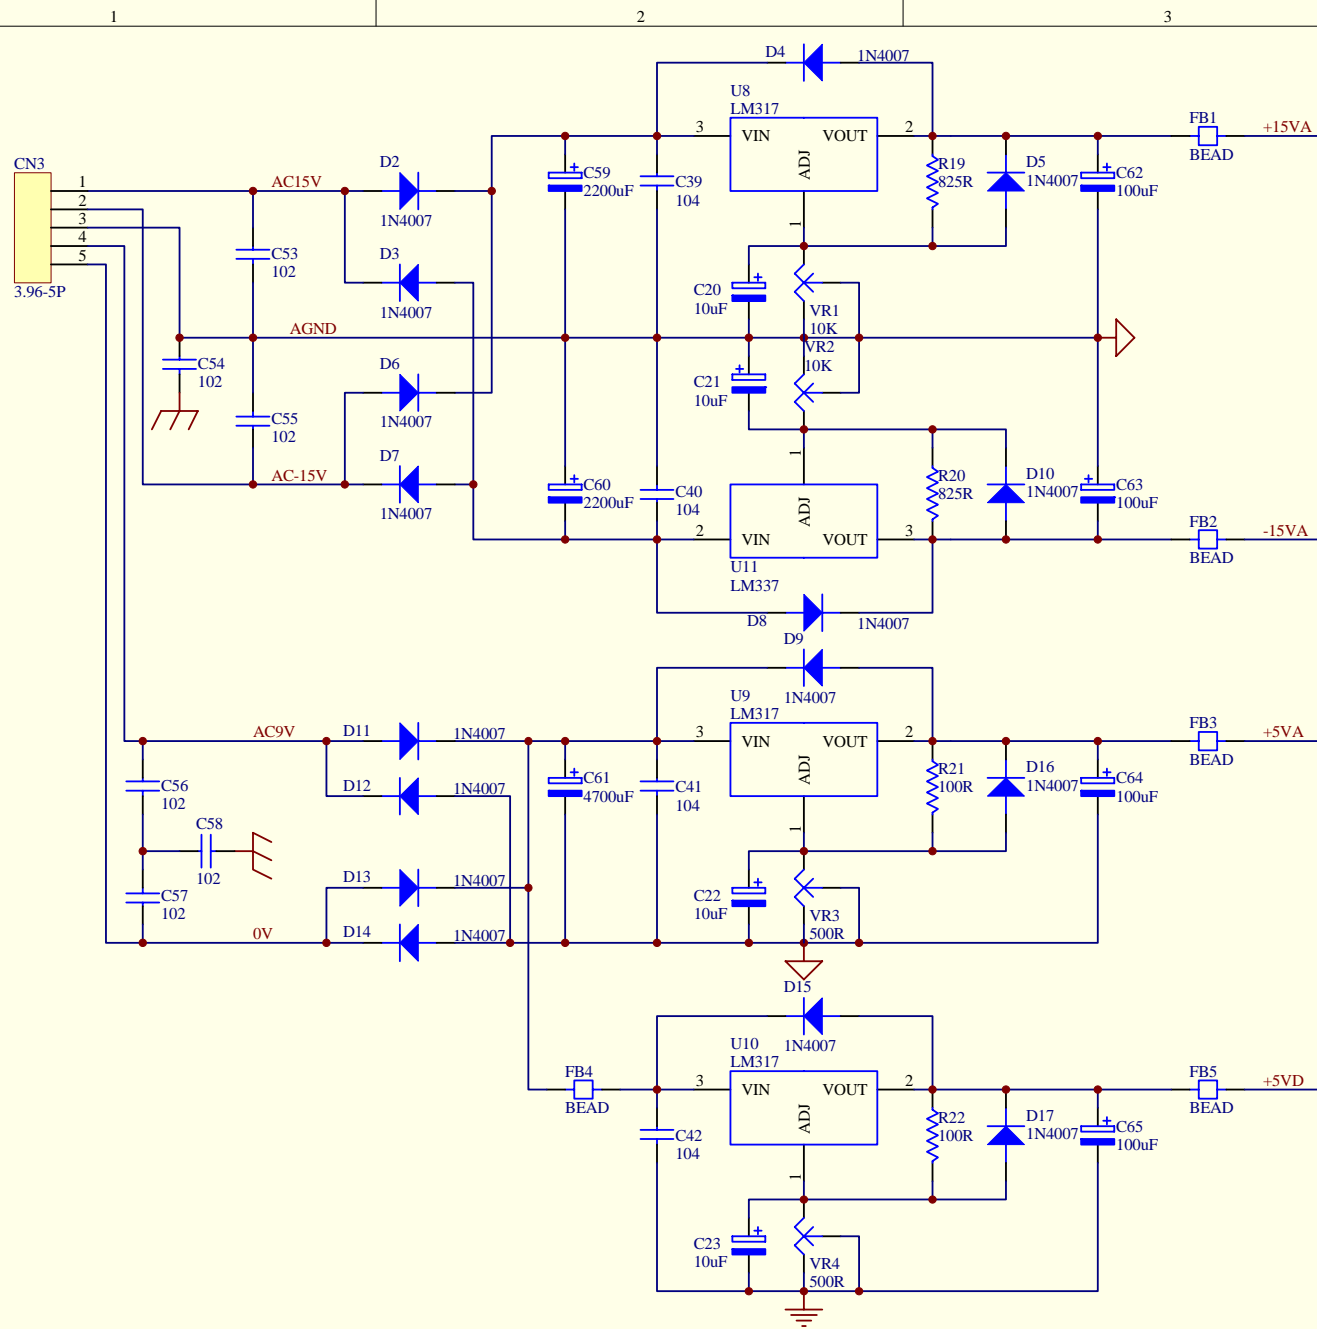 1 2 3
D4 1N4007
U8
LM317
3 VIN VOUT 2
ADJ
1
FB1
BEAD
+15VA
CN3
1
2
3
4
5
3.96-5P
AC15V
D2
1N4007
C59
2200uF
C39
104
R19
825R
D5
1N4007
C62
100uF
C53
102
D3
1N4007
C20
10uF
VR1
10K
AGND
VR2
10K
C54
102
D6
1N4007
C21
10uF
C55
102
AC-15V
D7
1N4007
C60
2200uF
C40
104
1
ADJ
2 VIN VOUT 3
U11
LM337
R20
825R
D10
1N4007
C63
100uF
FB2
BEAD
-15VA
D8 1N4007
D9
1N4007
U9
LM317
3 VIN VOUT 2
ADJ
1
FB3
BEAD
+5VA
AC9V
D11 1N4007
D12 1N4007
C56
102
C61
4700uF
C41
104
R21
100R
D16
1N4007
C64
100uF
C58
102
C57
102
D13 1N4007
0V
D14 1N4007
C22
10uF
VR3
500R
D15
1N4007
U10
LM317
3 VIN VOUT 2
ADJ
1
FB4
BEAD
FB5
BEAD
+5VD
C42
104
R22
100R
D17
1N4007
C65
100uF
C23
10uF
VR4
500R